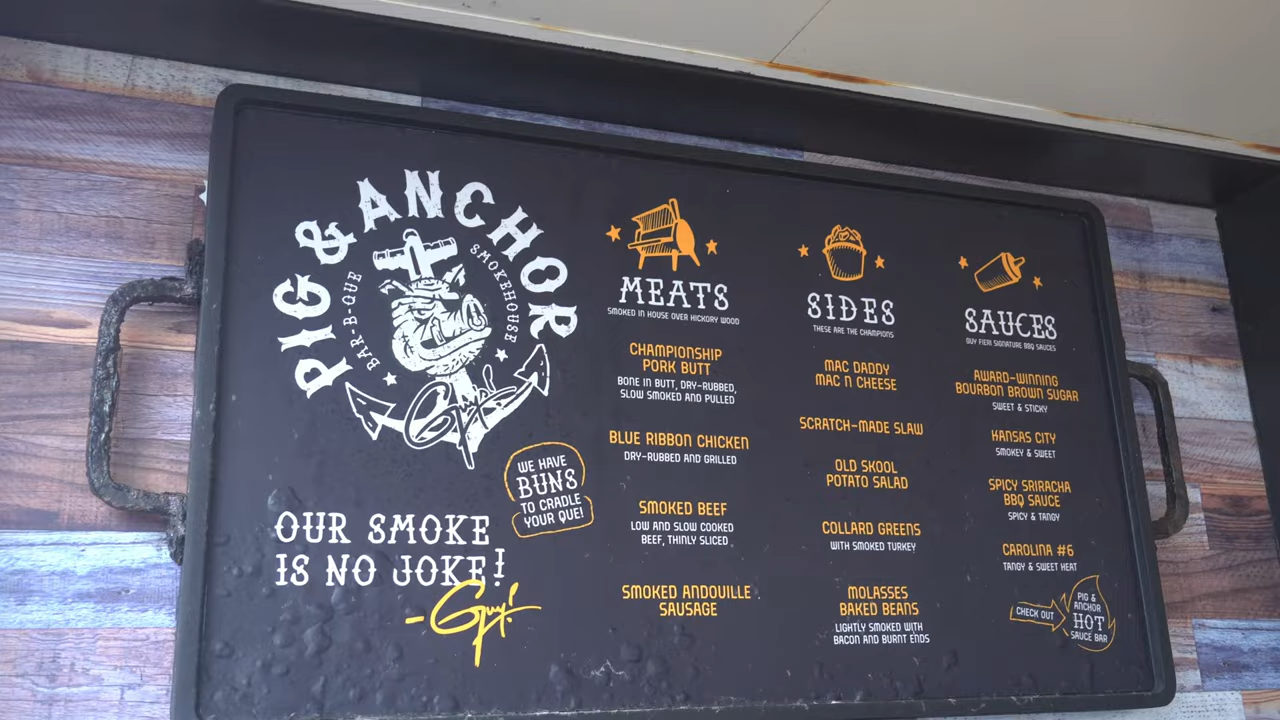 PIG & ANCHOR
BAR-B-QUE
SMOKEHOUSE
Guy's
WE HAVE
BUNS
TO CRADLE
YOUR QUE!
OUR SMOKE
IS NO JOKE!
-Guy!
MEATS
SMOKED IN HOUSE OVER HICKORY WOOD
CHAMPIONSHIP
PORK BUTT
BONE IN BUTT, DRY-RUBBED,
SLOW SMOKED AND PULLED
BLUE RIBBON CHICKEN
DRY-RUBBED AND GRILLED
SMOKED BEEF
LOW AND SLOW COOKED
BEEF, THINLY SLICED
SMOKED ANDOUILLE
SAUSAGE
SIDES
THESE ARE THE CHAMPIONS
MAC DADDY
MAC N CHEESE
SCRATCH-MADE SLAW
OLD SKOOL
POTATO SALAD
COLLARD GREENS
WITH SMOKED TURKEY
MOLASSES
BAKED BEANS
LIGHTLY SMOKED WITH
BACON AND BURNT ENDS
SAUCES
GUY FIERI SIGNATURE BBQ SAUCES
AWARD-WINNING
BOURBON BROWN SUGAR
SWEET & STICKY
KANSAS CITY
SMOKEY & SWEET
SPICY SRIRACHA
BBQ SAUCE
SPICY & TANGY
CAROLINA #6
TANGY & SWEET HEAT
CHECK OUT
PIG &
ANCHOR
HOT
SAUCE BAR